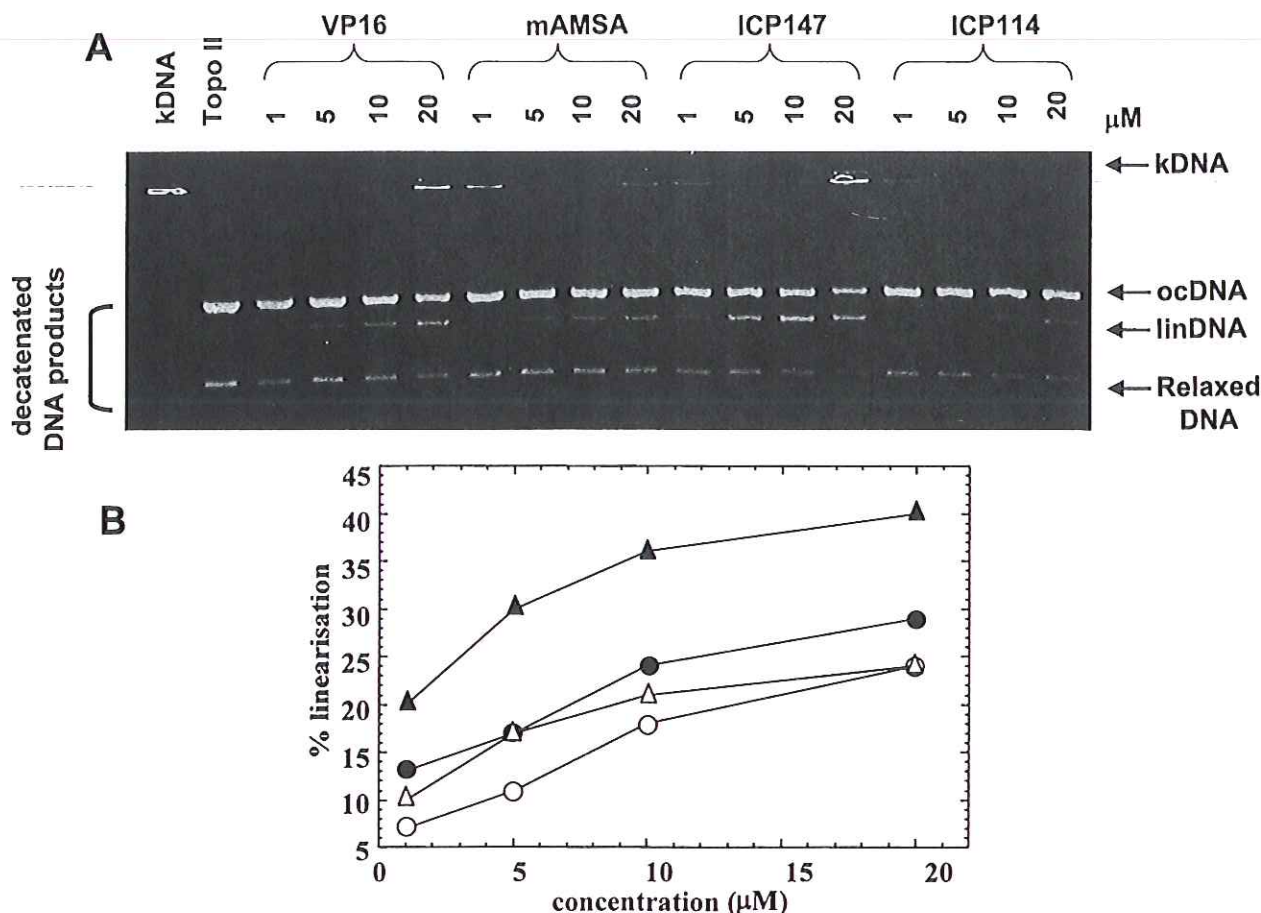 A
VP16 mAMSA ICP147 ICP114
kDNA Topo II 1 5 10 20 1 5 10 20 1 5 10 20 1 5 10 20 µM
kDNA
ocDNA
linDNA
Relaxed
DNA
decatenated
DNA products
B
% linearisation
45
40
35
30
25
20
15
10
5
0 5 10 15 20
concentration (µM)